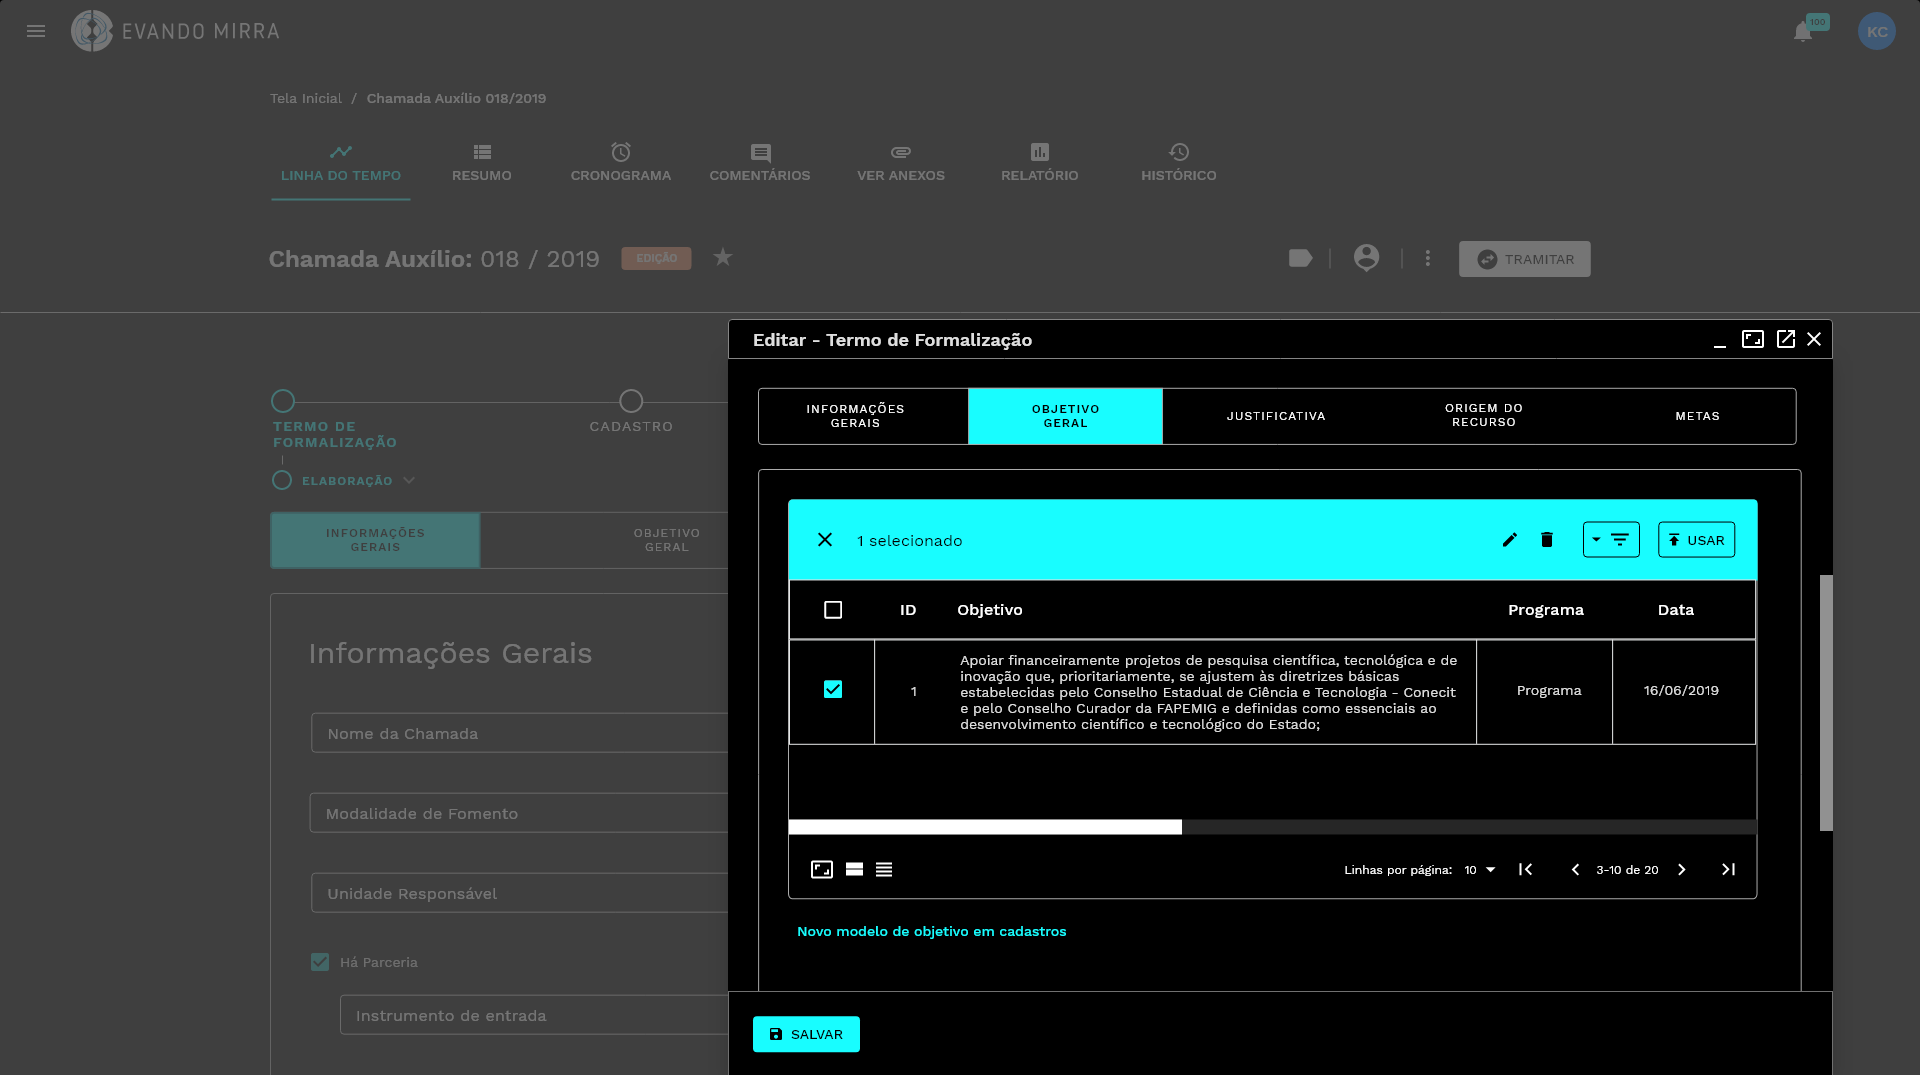 EVANDO MIRRA
100
KC
Tela Inicial / Chamada Auxílio 018/2019
LINHA DO TEMPO
RESUMO
CRONOGRAMA
COMENTÁRIOS
VER ANEXOS
RELATÓRIO
HISTÓRICO
Chamada Auxílio: 018 / 2019
EDIÇÃO
TRAMITAR
TERMO DE
FORMALIZAÇÃO
CADASTRO
ELABORAÇÃO
INFORMAÇÕES
GERAIS
OBJETIVO
GERAL
Informações Gerais
Nome da Chamada
Modalidade de Fomento
Unidade Responsável
Há Parceria
Instrumento de entrada
Editar - Termo de Formalização
INFORMAÇÕES
GERAIS
OBJETIVO
GERAL
JUSTIFICATIVA
ORIGEM DO
RECURSO
METAS
1 selecionado
USAR
ID
Objetivo
Programa
Data
1
Apoiar financeiramente projetos de pesquisa científica, tecnológica e de
inovação que, prioritariamente, se ajustem às diretrizes básicas
estabelecidas pelo Conselho Estadual de Ciência e Tecnologia - Conecit
e pelo Conselho Curador da FAPEMIG e definidas como essenciais ao
desenvolvimento científico e tecnológico do Estado;
Programa
16/06/2019
Linhas por página: 10
3-10 de 20
Novo modelo de objetivo em cadastros
SALVAR